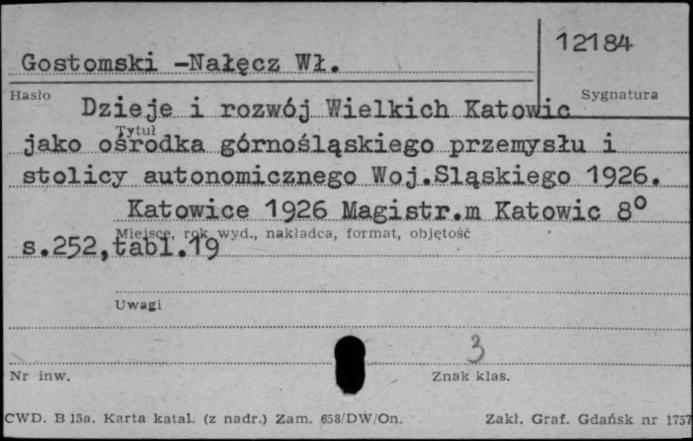 12184
Gostomski -Nałęcz Wł.
Hasło
Sygnatura
Dzieje i rozwój Wielkich Katowic
Tytuł
jako ośrodka górnośląskiego przemysłu i
stolicy autonomicznego Woj.Sląskiego 1926.
Katowice 1926 Magistr.m Katowic 8°
Miejsce, rok wyd., nakładca, format, objętość
s.252,tabl.19
Uwagi
3
Nr inw.
Znak klas.
CWD. B 15a. Karta katal. (z nadr.) Zam. 658/DW/On.
Zakł. Graf. Gdańsk nr 1757